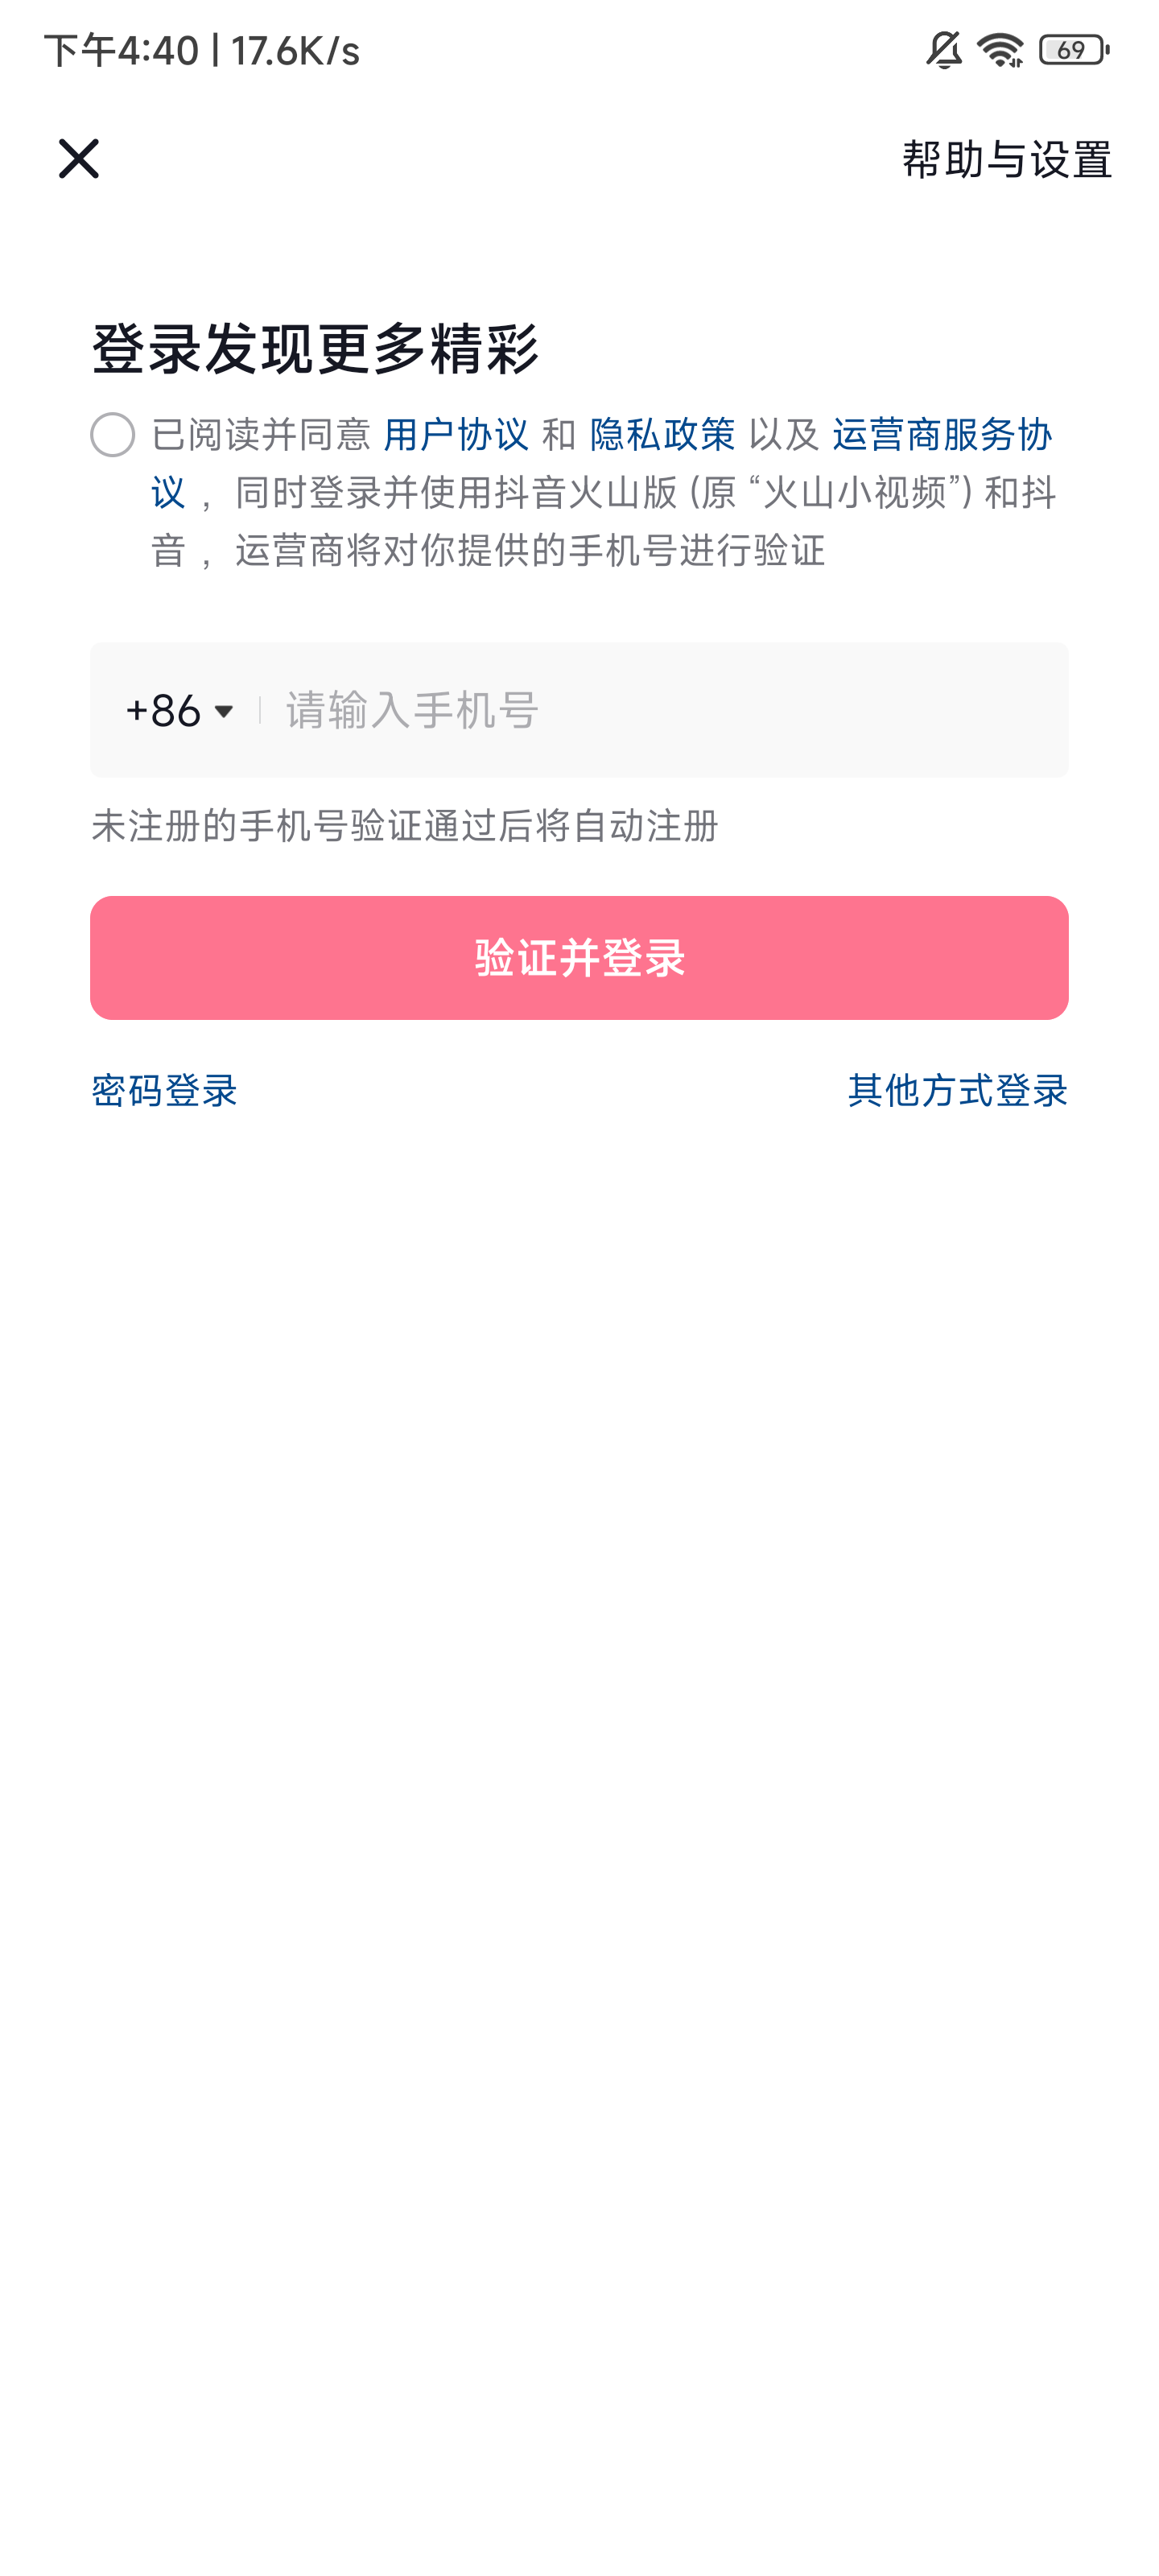 下午4:40 | 17.6K/s
69
帮助与设置
登录发现更多精彩
已阅读并同意 用户协议 和 隐私政策 以及 运营商服务协
议 ，同时登录并使用抖音火山版 (原 “火山小视频”) 和抖
音 ，运营商将对你提供的手机号进行验证
+86 请输入手机号
未注册的手机号验证通过后将自动注册
验证并登录
密码登录 其他方式登录